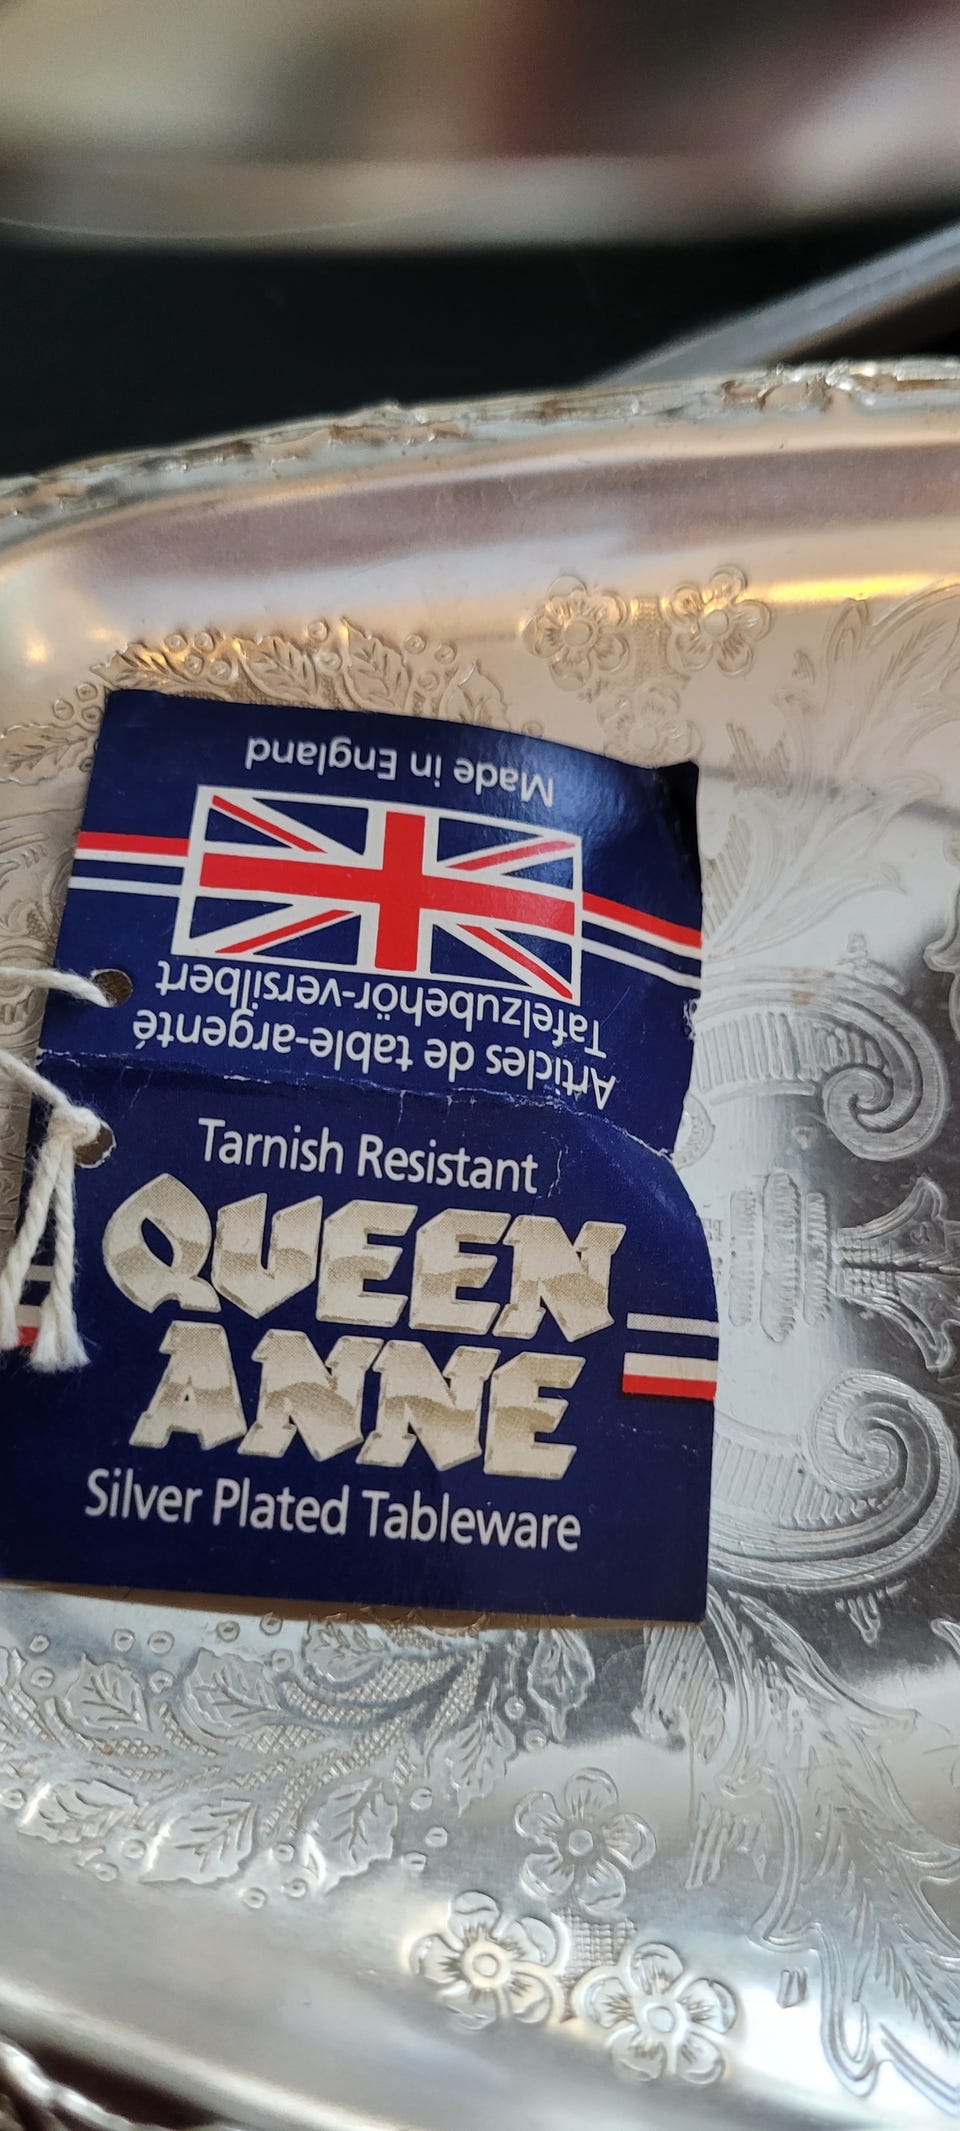 Made in England
Tafelzubehör-versilbert
Articles de table-argenté
Tarnish Resistant
QUEEN
ANNE
Silver Plated Tableware